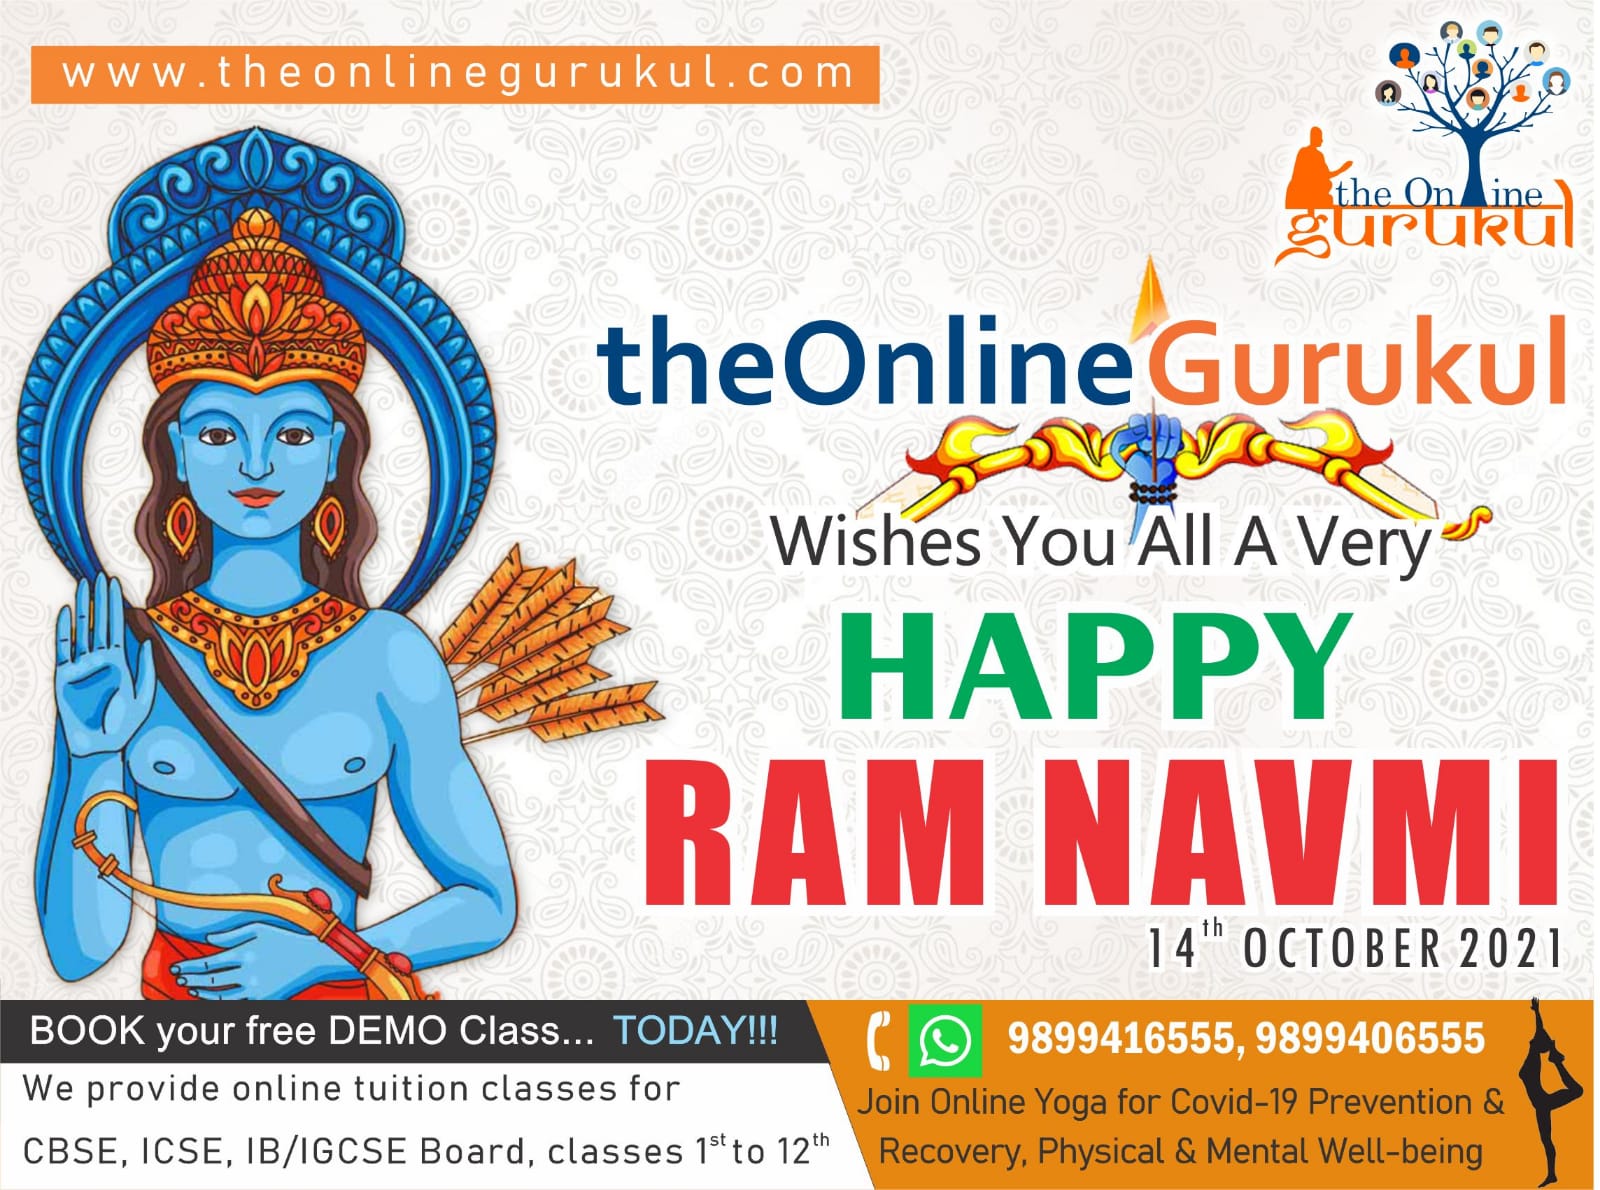 www.theonlinegurukul.com
the Online
gurukul
theOnlineGurukul
Wishes You All A Very
HAPPY
RAM NAVMI
14th OCTOBER 2021
BOOK your free DEMO Class... TODAY!!!
9899416555, 9899406555
We provide online tuition classes for
CBSE, ICSE, IB/IGCSE Board, classes 1st to 12th
Join Online Yoga for Covid-19 Prevention &
Recovery, Physical & Mental Well-being